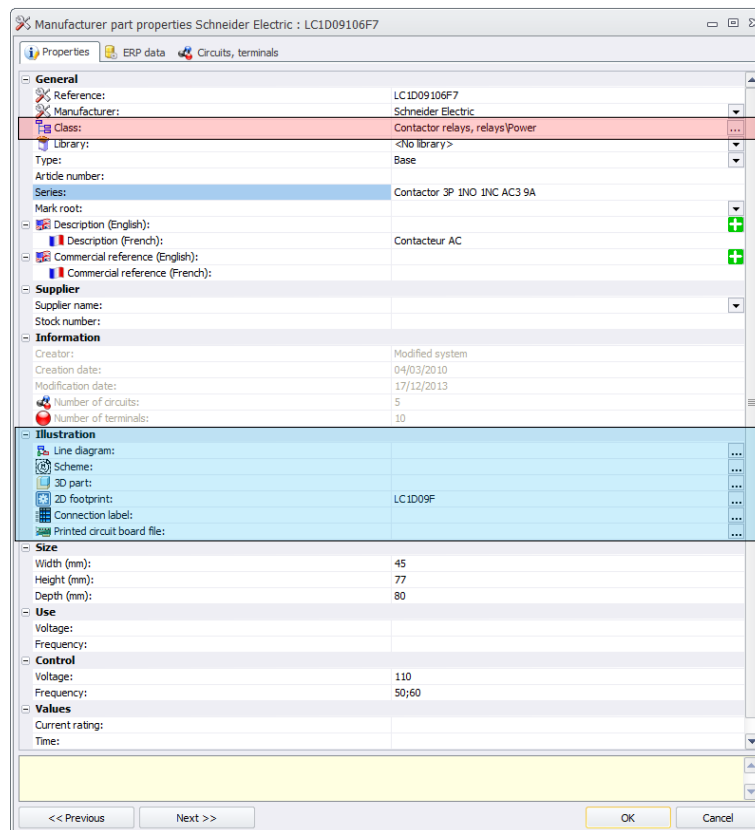 Manufacturer part properties Schneider Electric : LC1D09106F7
Properties ERP data Circuits, terminals
General
Reference: LC1D09106F7
Manufacturer: Schneider Electric
Class: Contactor relays, relays\Power ...
Library: <No library>
Type: Base
Article number:
Series: Contactor 3P 1NO 1NC AC3 9A
Mark root:
Description (English):
Description (French): Contacteur AC
Commercial reference (English):
Commercial reference (French):
Supplier
Supplier name:
Stock number:
Information
Creator: Modified system
Creation date: 04/03/2010
Modification date: 17/12/2013
Number of circuits: 5
Number of terminals: 10
Illustration
Line diagram: ...
Scheme: ...
3D part: ...
2D footprint: LC1D09F ...
Connection label: ...
Printed circuit board file: ...
Size
Width (mm): 45
Height (mm): 77
Depth (mm): 80
Use
Voltage:
Frequency:
Control
Voltage: 110
Frequency: 50;60
Values
Current rating:
Time:
<< Previous Next >> OK Cancel